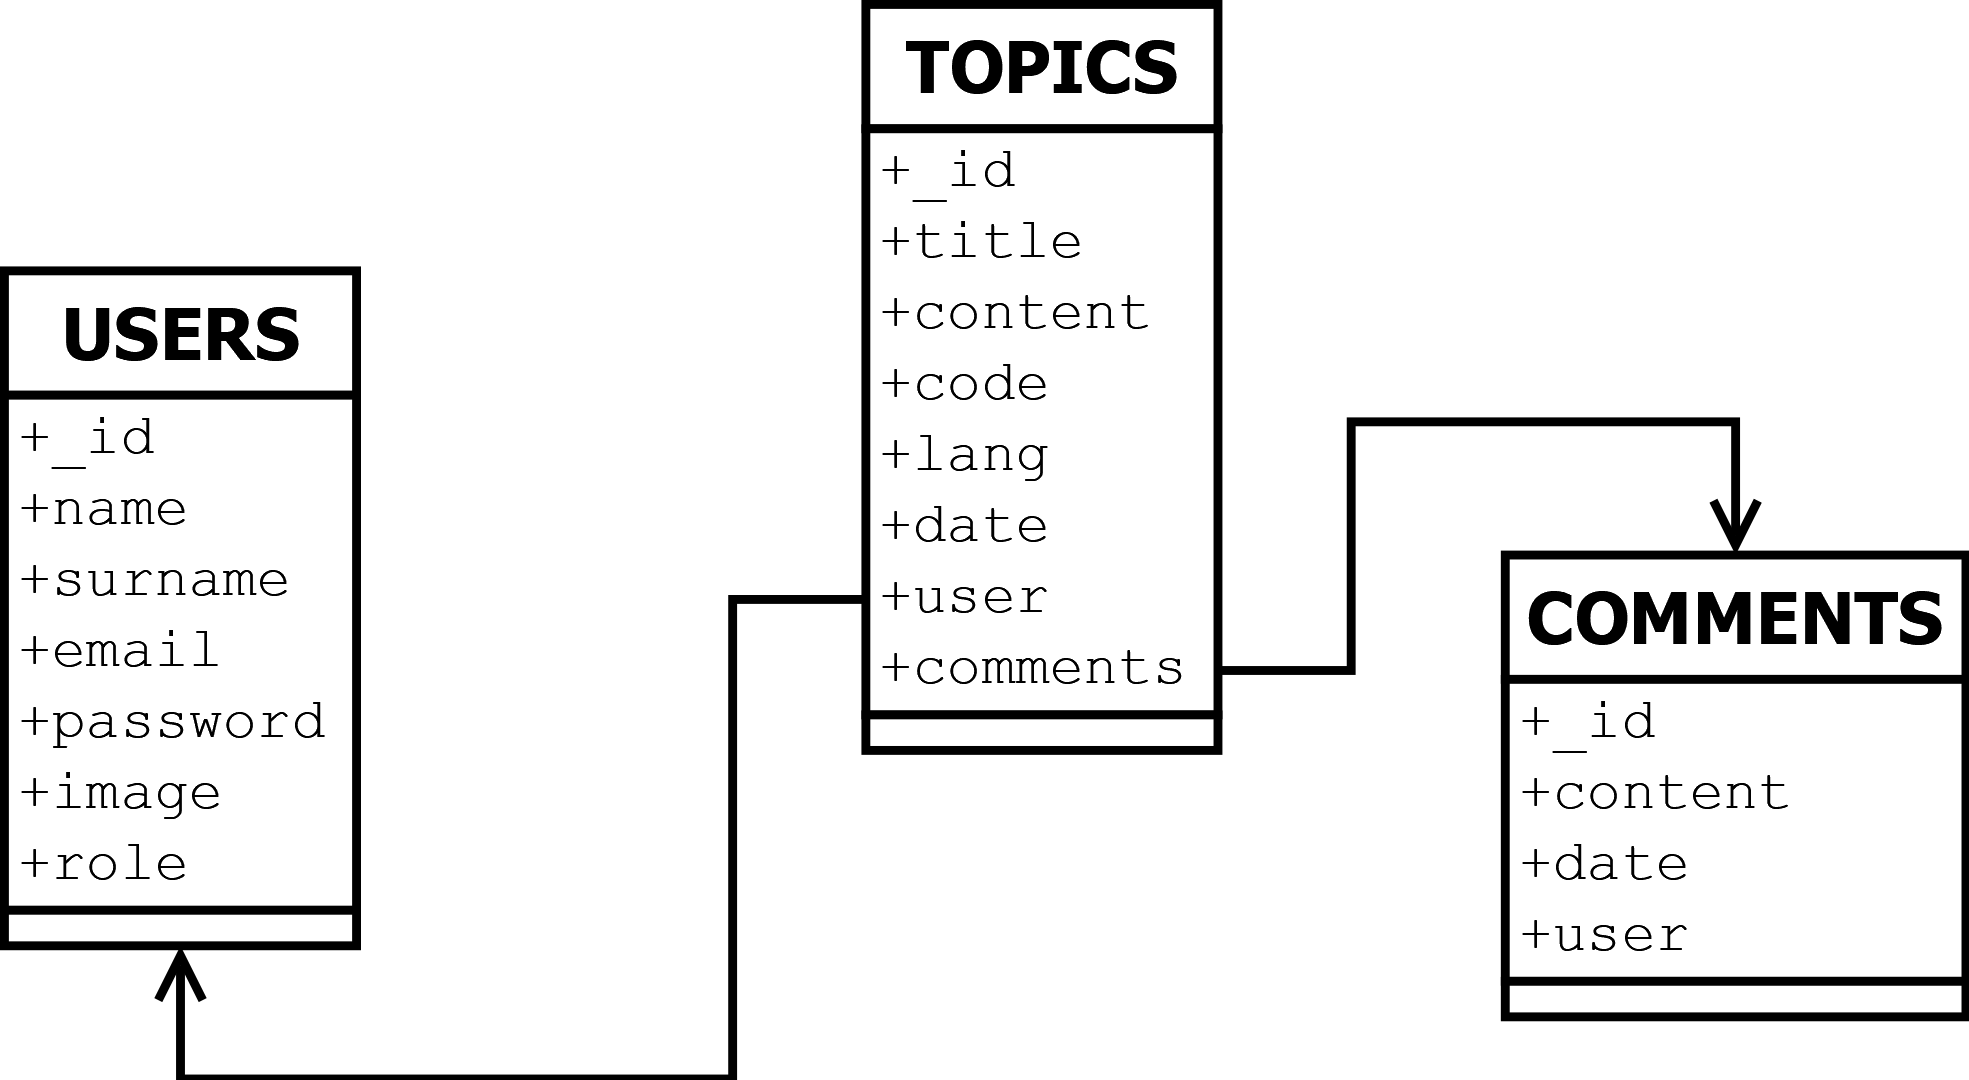 USERS
+_id
+name
+surname
+email
+password
+image
+role
TOPICS
+_id
+title
+content
+code
+lang
+date
+user
+comments
COMMENTS
+_id
+content
+date
+user